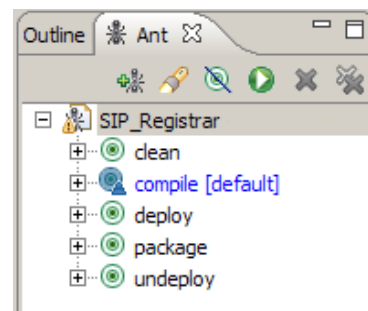 Outline Ant
SIP_Registrar
clean
compile [default]
deploy
package
undeploy